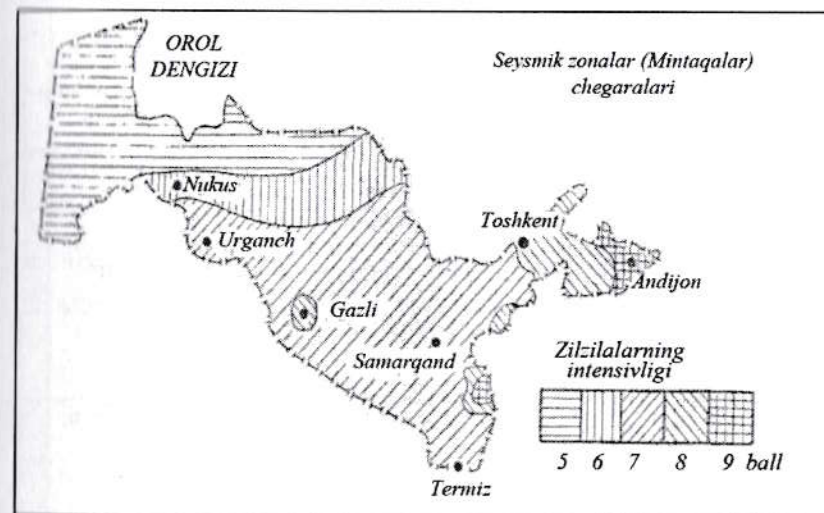 OROL
DENGIZI
Seysmik zonalar (Mintaqalar)
chegaralari
Nukus
Toshkent
Urganch
Andijon
Gazli
Samarqand
Zilzilalarning
intensivligi
5 6 7 8 9 ball
Termiz